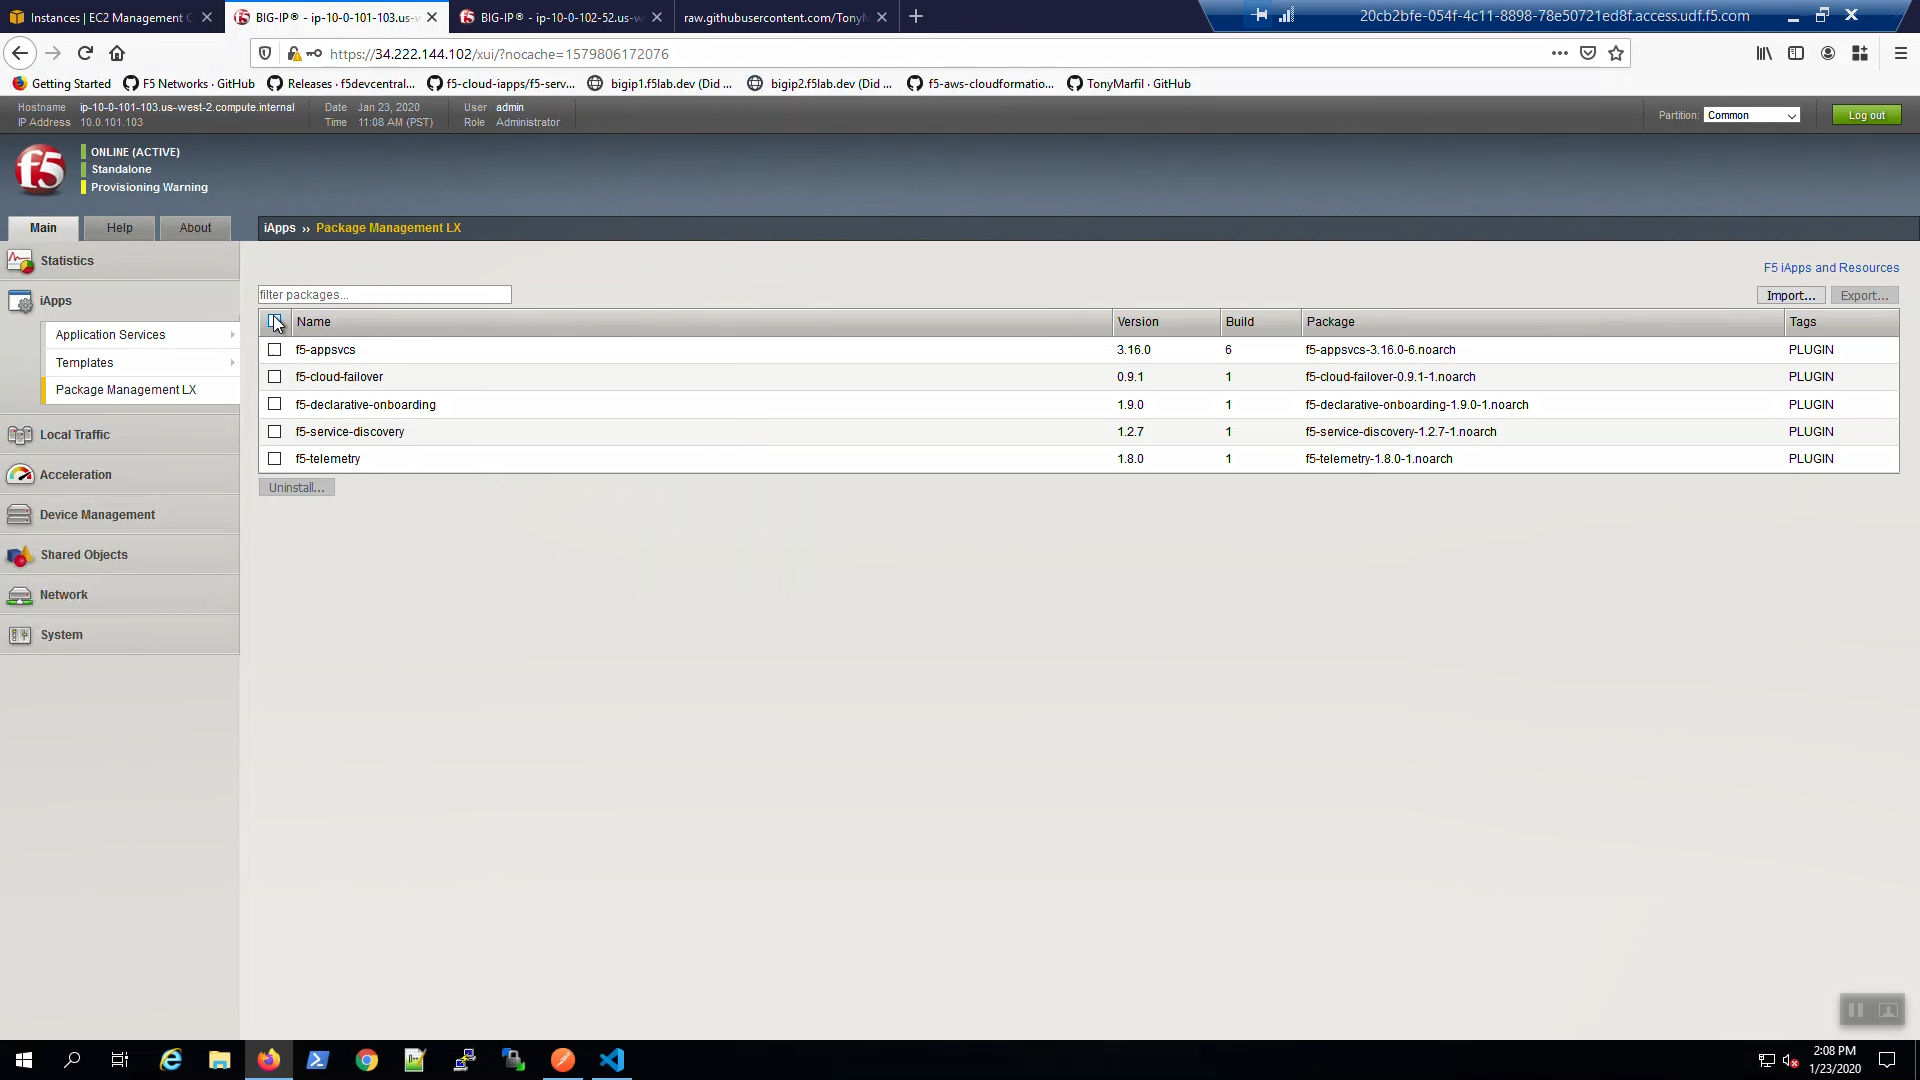 Instances | EC2 Management C
BIG-IP® - ip-10-0-101-103.us-w
BIG-IP® - ip-10-0-102-52.us-w
raw.githubusercontent.com/TonyM
20cb2bfe-054f-4c11-8898-78e50721ed8f.access.udf.f5.com
https://34.222.144.102/xui/?nocache=1579806172076
Getting Started
F5 Networks · GitHub
Releases · f5devcentral...
f5-cloud-iapps/f5-serv...
bigip1.f5lab.dev (Did ...
bigip2.f5lab.dev (Did ...
f5-aws-cloudformatio...
TonyMarfil · GitHub
Hostname ip-10-0-101-103.us-west-2.compute.internal
IP Address 10.0.101.103
Date Jan 23, 2020
Time 11:08 AM (PST)
User admin
Role Administrator
Partition: Common
Log out
f5
ONLINE (ACTIVE)
Standalone
Provisioning Warning
Main
Help
About
iApps ›› Package Management LX
Statistics
iApps
Application Services
Templates
Package Management LX
Local Traffic
Acceleration
Device Management
Shared Objects
Network
System
F5 iApps and Resources
filter packages...
Import...
Export...
Name Version Build Package Tags
f5-appsvcs 3.16.0 6 f5-appsvcs-3.16.0-6.noarch PLUGIN
f5-cloud-failover 0.9.1 1 f5-cloud-failover-0.9.1-1.noarch PLUGIN
f5-declarative-onboarding 1.9.0 1 f5-declarative-onboarding-1.9.0-1.noarch PLUGIN
f5-service-discovery 1.2.7 1 f5-service-discovery-1.2.7-1.noarch PLUGIN
f5-telemetry 1.8.0 1 f5-telemetry-1.8.0-1.noarch PLUGIN
Uninstall...
2:08 PM
1/23/2020